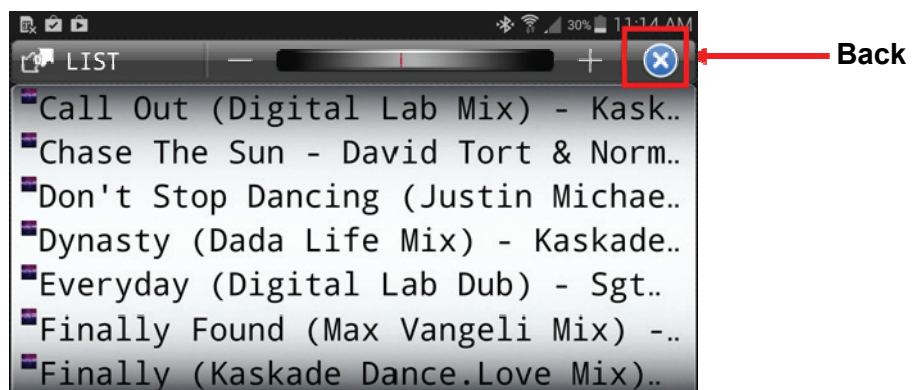 30% 11:14 AM
LIST − +
Back
Call Out (Digital Lab Mix) - Kask..
Chase The Sun - David Tort & Norm..
Don't Stop Dancing (Justin Michae..
Dynasty (Dada Life Mix) - Kaskade..
Everyday (Digital Lab Dub) - Sgt..
Finally Found (Max Vangeli Mix) -..
Finally (Kaskade Dance.Love Mix)..